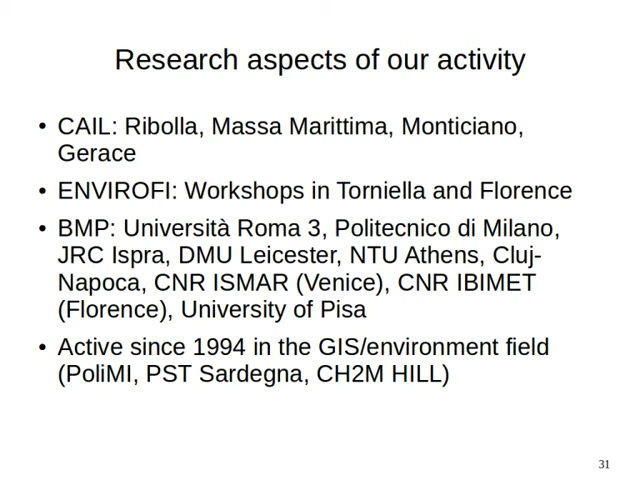 Research aspects of our activity
• CAIL: Ribolla, Massa Marittima, Monticiano,
Gerace
• ENVIROFI: Workshops in Torniella and Florence
• BMP: Università Roma 3, Politecnico di Milano,
JRC Ispra, DMU Leicester, NTU Athens, Cluj-
Napoca, CNR ISMAR (Venice), CNR IBIMET
(Florence), University of Pisa
• Active since 1994 in the GIS/environment field
(PoliMI, PST Sardegna, CH2M HILL)
31